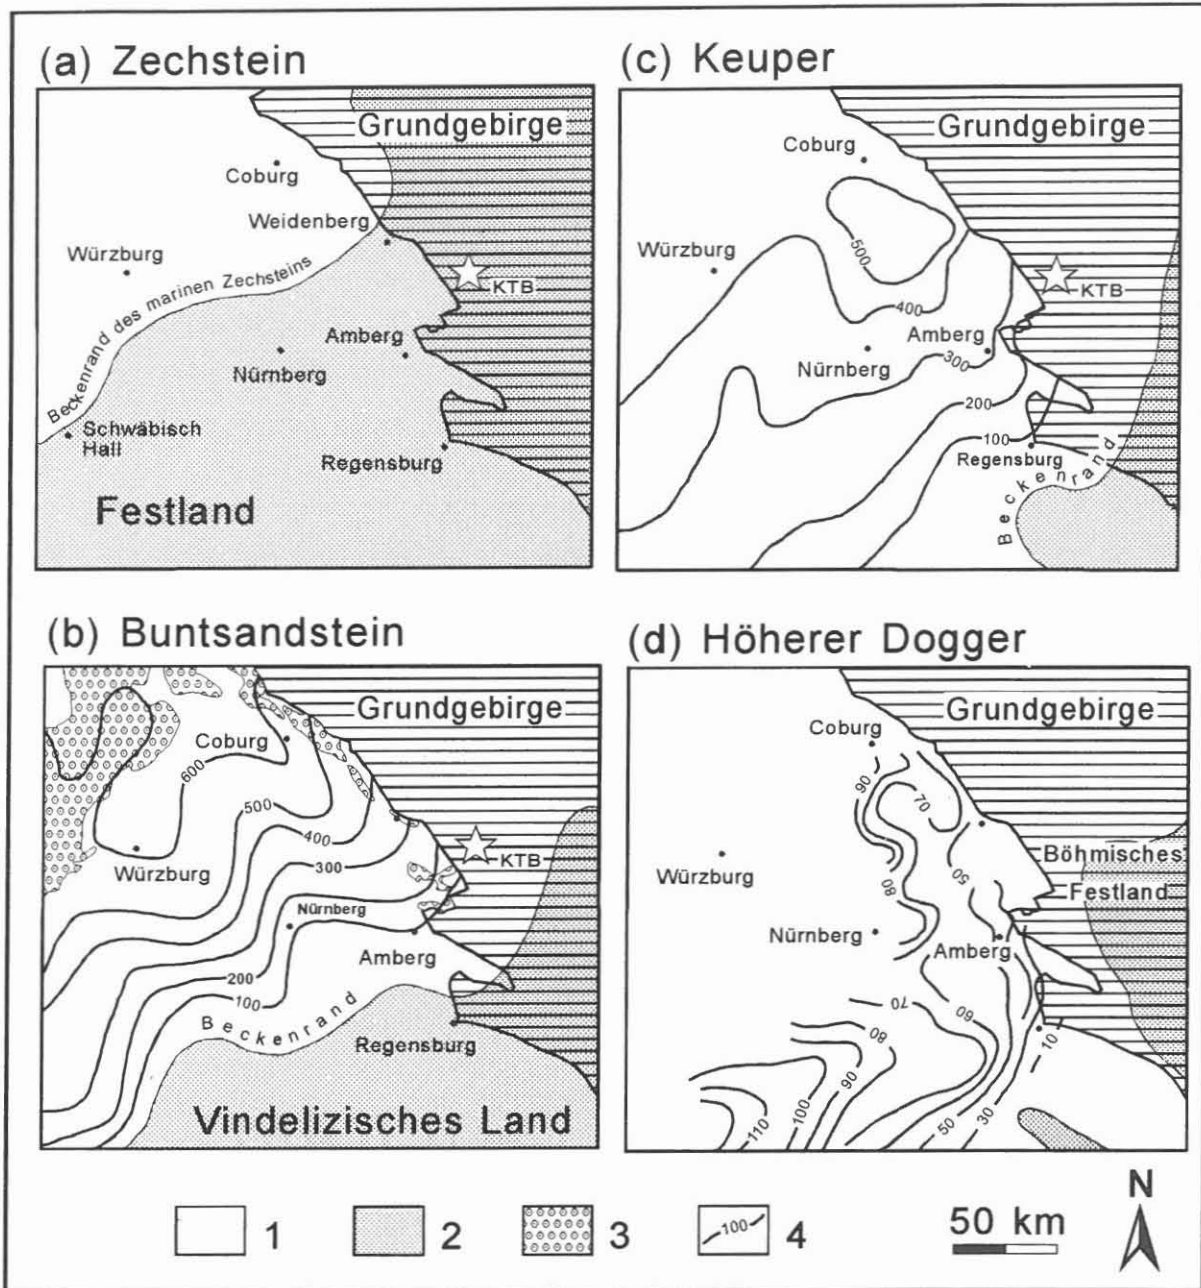 (a) Zechstein
Grundgebirge
Coburg
Weidenberg
Würzburg
Beckenrand des marinen Zechsteins
KTB
Amberg
Nürnberg
Schwäbisch
Hall
Regensburg
Festland
(c) Keuper
Grundgebirge
Coburg
Würzburg
500
KTB
400
Amberg
Nürnberg
300
200
100
Regensburg
Beckenrand
(b) Buntsandstein
Grundgebirge
Coburg
600
500
400
300
KTB
Würzburg
Nürnberg
Amberg
200
100
Beckenrand
Regensburg
Vindelizisches Land
(d) Höherer Dogger
Grundgebirge
Coburg
90
70
Böhmisches
Festland
Würzburg
50
80
Nürnberg
Amberg
70
60
80
10
90
100
110
50
30
1
2
3
100
4
50 km
N